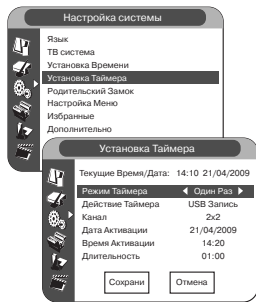 Настройка системы
Язык
ТВ система
Установка Времени
Установка Таймера
Родительский Замок
Настройка Меню
Избранные
Дополнительно
Установка Таймера
Текущие Время/Дата: 14:10 21/04/2009
Режим Таймера ◀ Один Раз ▶
Действие Таймера USB Запись
Канал 2x2
Дата Активации 21/04/2009
Время Активации 14:20
Длительность 01:00
Сохрани Отмена